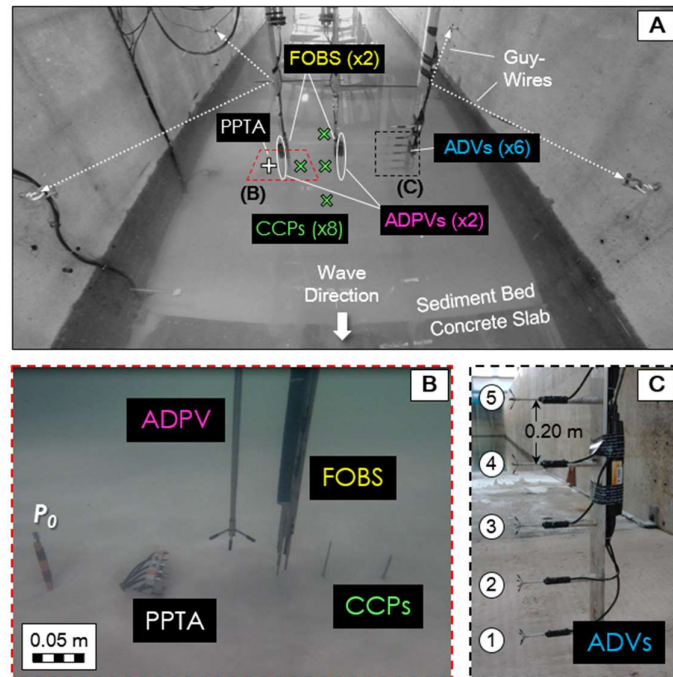 A
FOBS (x2)
Guy-
Wires
PPTA
ADVs (x6)
(B)
(C)
CCPs (x8)
ADPVs (x2)
Wave
Direction
Sediment Bed
Concrete Slab
B
ADPV
FOBS
P0
PPTA
CCPs
0.05 m
C
5
0.20 m
4
3
2
1
ADVs